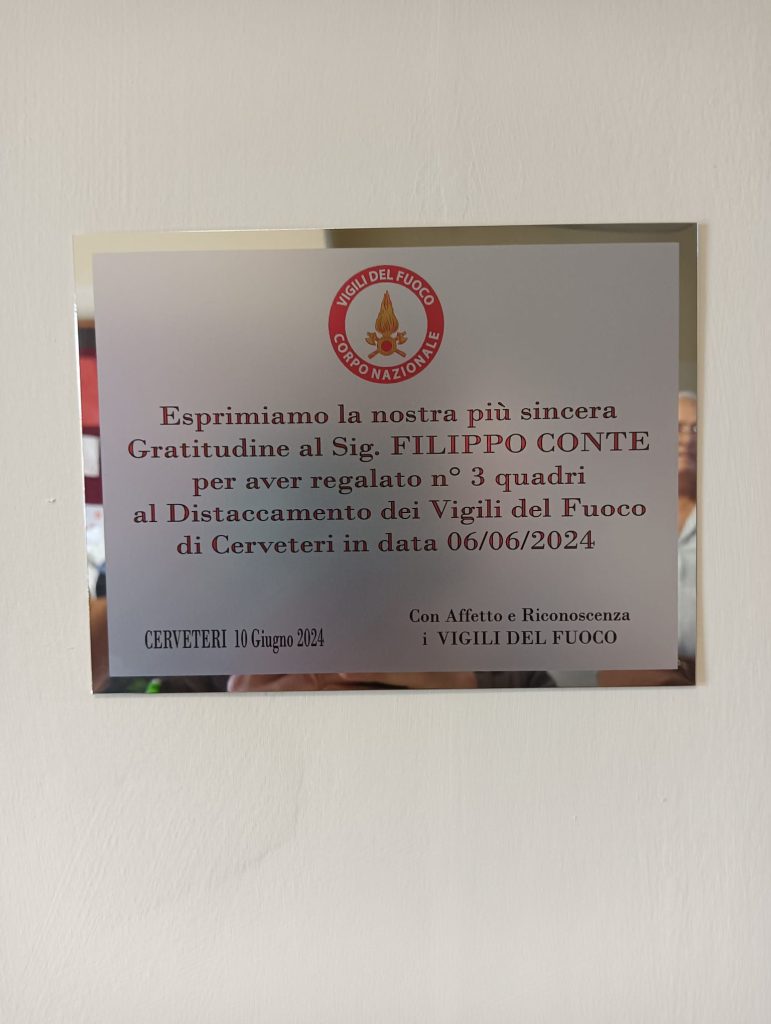 VIGILI DEL FUOCO
CORPO NAZIONALE
Esprimiamo la nostra più sincera
Gratitudine al Sig. FILIPPO CONTE
per aver regalato n° 3 quadri
al Distaccamento dei Vigili del Fuoco
di Cerveteri in data 06/06/2024
Con Affetto e Riconoscenza
CERVETERI 10 Giugno 2024
i VIGILI DEL FUOCO